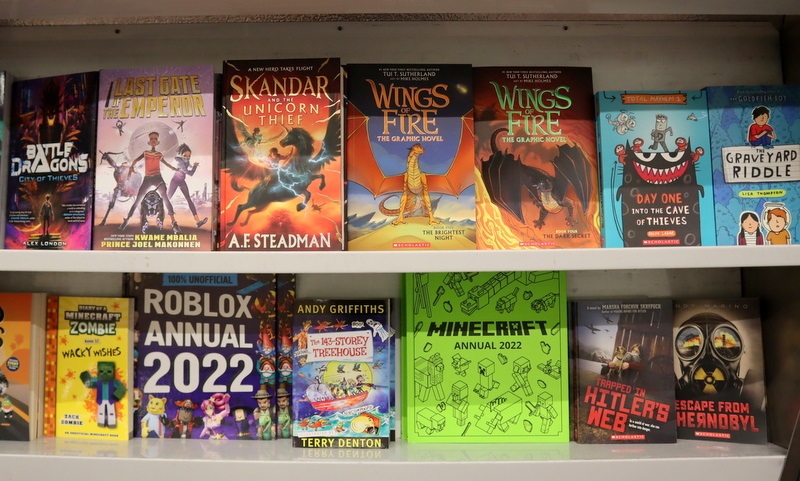 BATTLE
DRAGONS
CITY OF THIEVES
ALEX LONDON
LAST GATE
OF THE EMPEROR
KWAME MBALIA
PRINCE JOEL MAKONNEN
A NEW HERO TAKES FLIGHT
SKANDAR
AND THE
UNICORN
THIEF
A.F. STEADMAN
TUI T. SUTHERLAND
WINGS
OF
FIRE
THE GRAPHIC NOVEL
THE BRIGHTEST
NIGHT
SCHOLASTIC
TUI T. SUTHERLAND
WINGS
OF
FIRE
THE GRAPHIC NOVEL
THE DARK SECRET
SCHOLASTIC
TOTAL MAYHEM
DAY ONE
INTO THE CAVE
OF THIEVES
SCHOLASTIC
THE GOLDFISH BOY
THE
GRAVEYARD
RIDDLE
LISA THOMPSON
DIARY OF A
MINECRAFT
ZOMBIE
WACKY WISHES
ZACK
ZOMBIE
AN UNOFFICIAL MINECRAFT BOOK
100% UNOFFICIAL
ROBLOX
ANNUAL
2022
ANDY GRIFFITHS
The 143-STOREY
TREEHOUSE
TERRY DENTON
MINECRAFT
ANNUAL 2022
TRAPPED IN
HITLER'S
WEB
SCHOLASTIC
ESCAPE FROM
CHERNOBYL
SCHOLASTIC